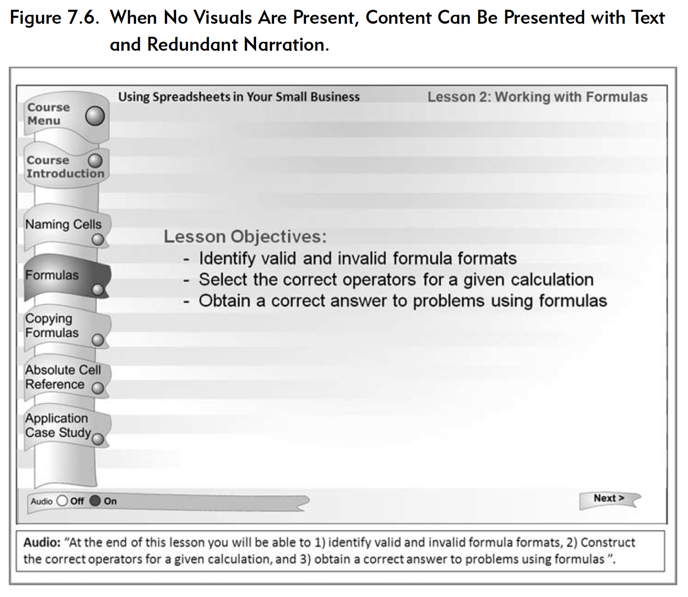 Figure 7.6. When No Visuals Are Present, Content Can Be Presented with Text
and Redundant Narration.
Using Spreadsheets in Your Small Business
Lesson 2: Working with Formulas
Course
Menu
Course
Introduction
Naming Cells
Formulas
Copying
Formulas
Absolute Cell
Reference
Application
Case Study
Lesson Objectives:
- Identify valid and invalid formula formats
- Select the correct operators for a given calculation
- Obtain a correct answer to problems using formulas
Audio Off On
Next >
Audio: “At the end of this lesson you will be able to 1) identify valid and invalid formula formats, 2) Construct
the correct operators for a given calculation, and 3) obtain a correct answer to problems using formulas ”.